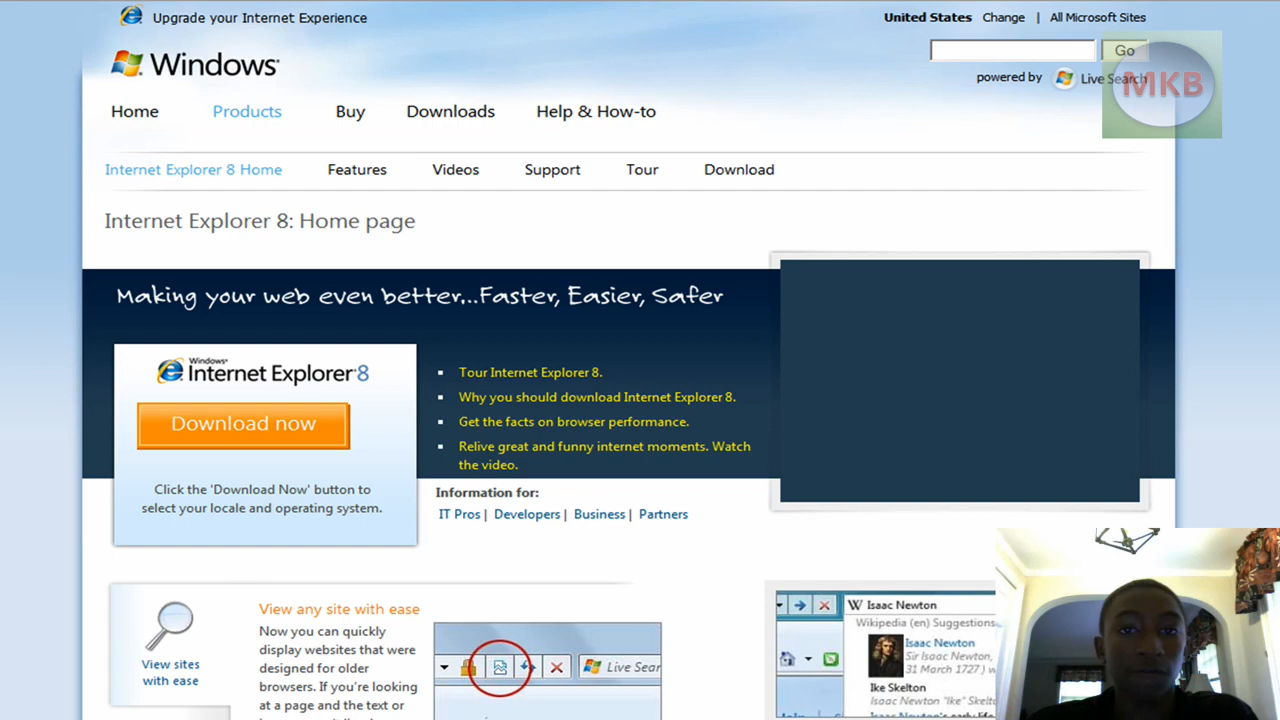 Upgrade your Internet Experience
United States Change | All Microsoft Sites
Windows®
Go
powered by Live Search
MKB
Home Products Buy Downloads Help & How-to
Internet Explorer 8 Home Features Videos Support Tour Download
Internet Explorer 8: Home page
Making your web even better...Faster, Easier, Safer
Windows®
Internet Explorer 8
Download now
Click the 'Download Now' button to
select your locale and operating system.
Tour Internet Explorer 8.
Why you should download Internet Explorer 8.
Get the facts on browser performance.
Relive great and funny internet moments. Watch
the video.
Information for:
IT Pros | Developers | Business | Partners
View sites
with ease
View any site with ease
Now you can quickly
display websites that were
designed for older
browsers. If you're looking
at a page and the text or
Live Sear
W Isaac Newton
Wikipedia (en) Suggestions
Isaac Newton
Sir Isaac Newton,
31 March 1727)
Ike Skelton
Isaac Newton "Ike" Skelto